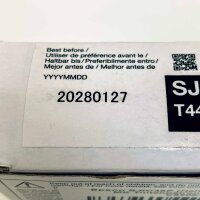 Best before /
Utiliser de préférence avant le /
Haltbar bis / Preferibilmente entro /
Mejor antes de / Melhor antes de
YYYYMMDD
20280127
SJ
T44